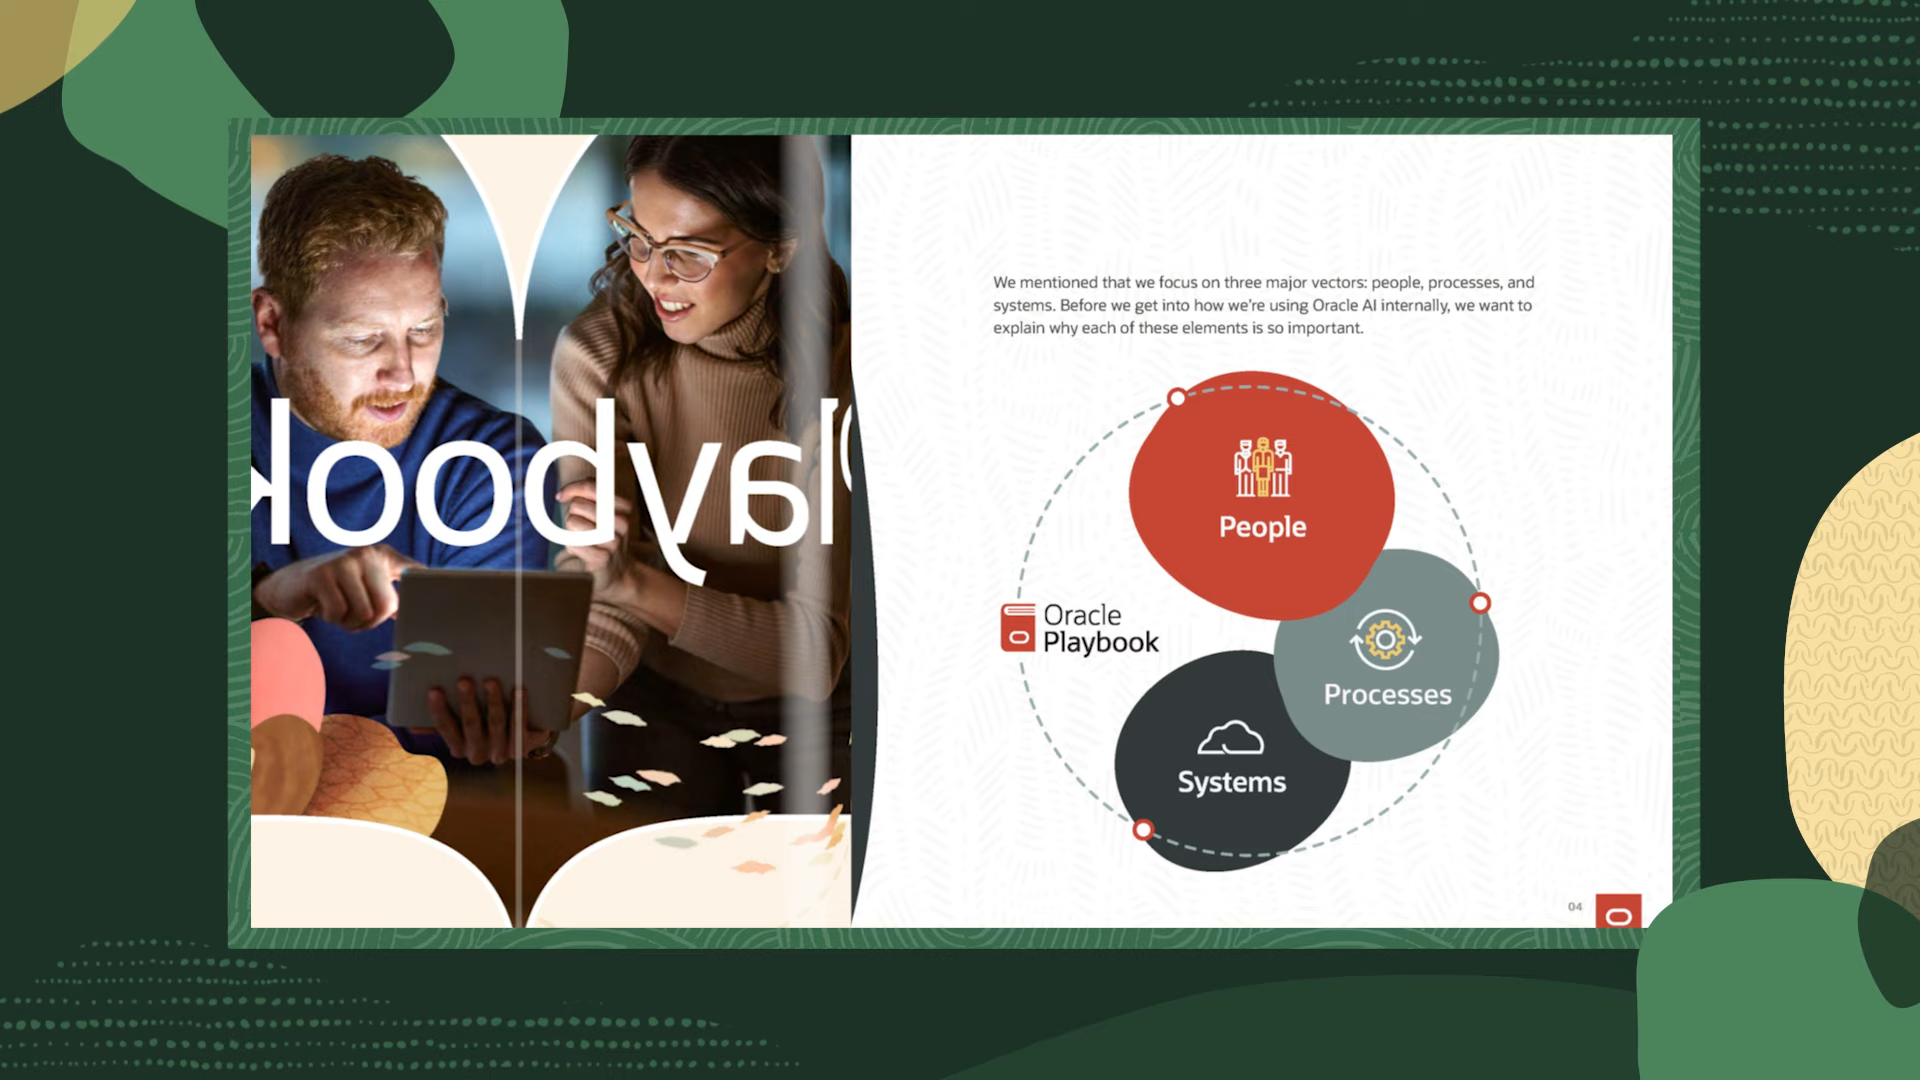 Playbook
We mentioned that we focus on three major vectors: people, processes, and
systems. Before we get into how we're using Oracle AI internally, we want to
explain why each of these elements is so important.
People
Oracle
Playbook
Processes
Systems
04